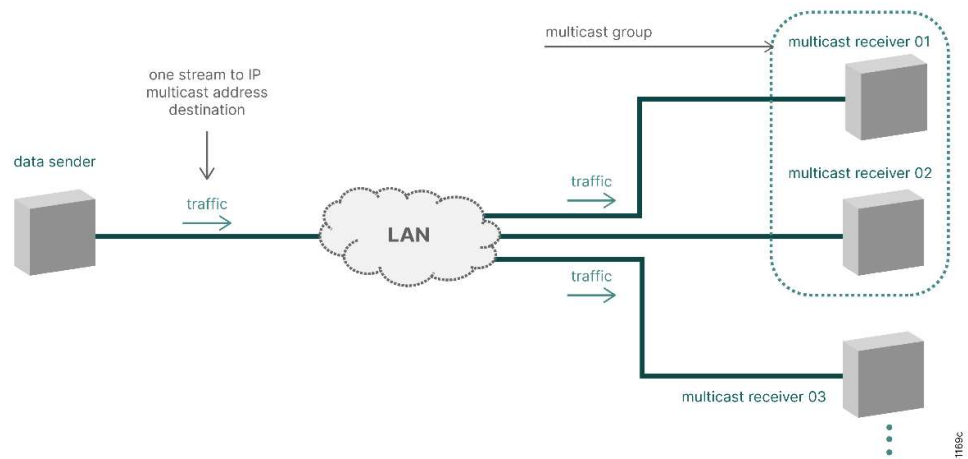 multicast group
multicast receiver 01
one stream to IP
multicast address
destination
data sender
traffic
LAN
traffic
multicast receiver 02
traffic
multicast receiver 03
1169c